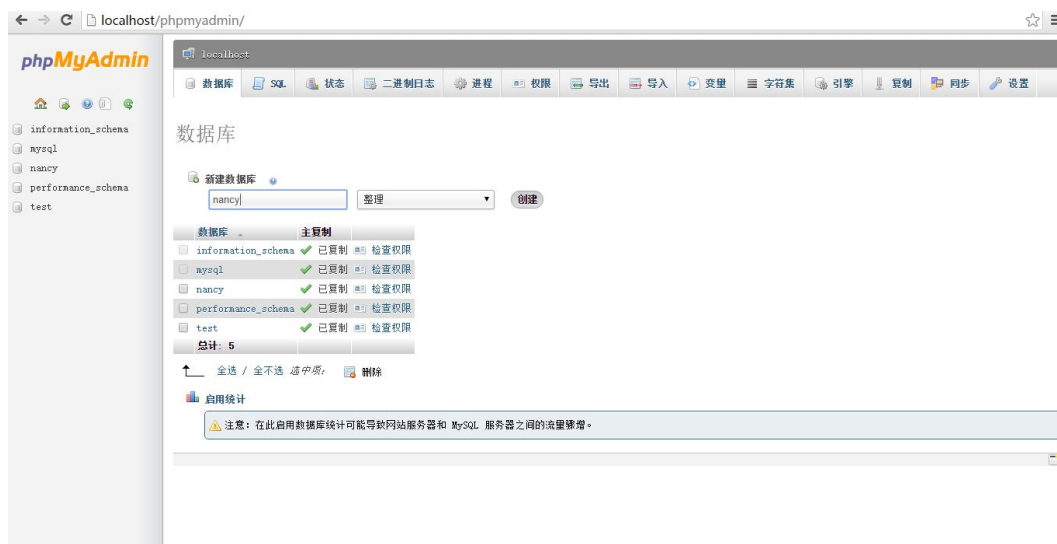 localhost/phpmyadmin/
phpMyAdmin
localhost
数据库 SQL 状态 二进制日志 进程 权限 导出 导入 变量 字符集 引擎 复制 同步 设置
information_schema
mysql
nancy
performance_schema
test
数据库
新建数据库
nancy 整理 创建
数据库 主复制
information_schema 已复制 检查权限
mysql 已复制 检查权限
nancy 已复制 检查权限
performance_schema 已复制 检查权限
test 已复制 检查权限
总计: 5
全选 / 全不选 选中项: 删除
启用统计
注意: 在此启用数据库统计可能导致网站服务器和 MySQL 服务器之间的流量骤增。